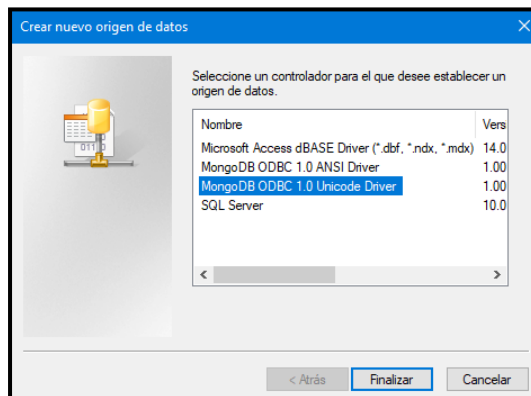 Crear nuevo origen de datos
Seleccione un controlador para el que desee establecer un
origen de datos.
Nombre Vers
Microsoft Access dBASE Driver (*.dbf, *.ndx, *.mdx) 14.0
MongoDB ODBC 1.0 ANSI Driver 1.00
MongoDB ODBC 1.0 Unicode Driver 1.00
SQL Server 10.0
< Atrás Finalizar Cancelar